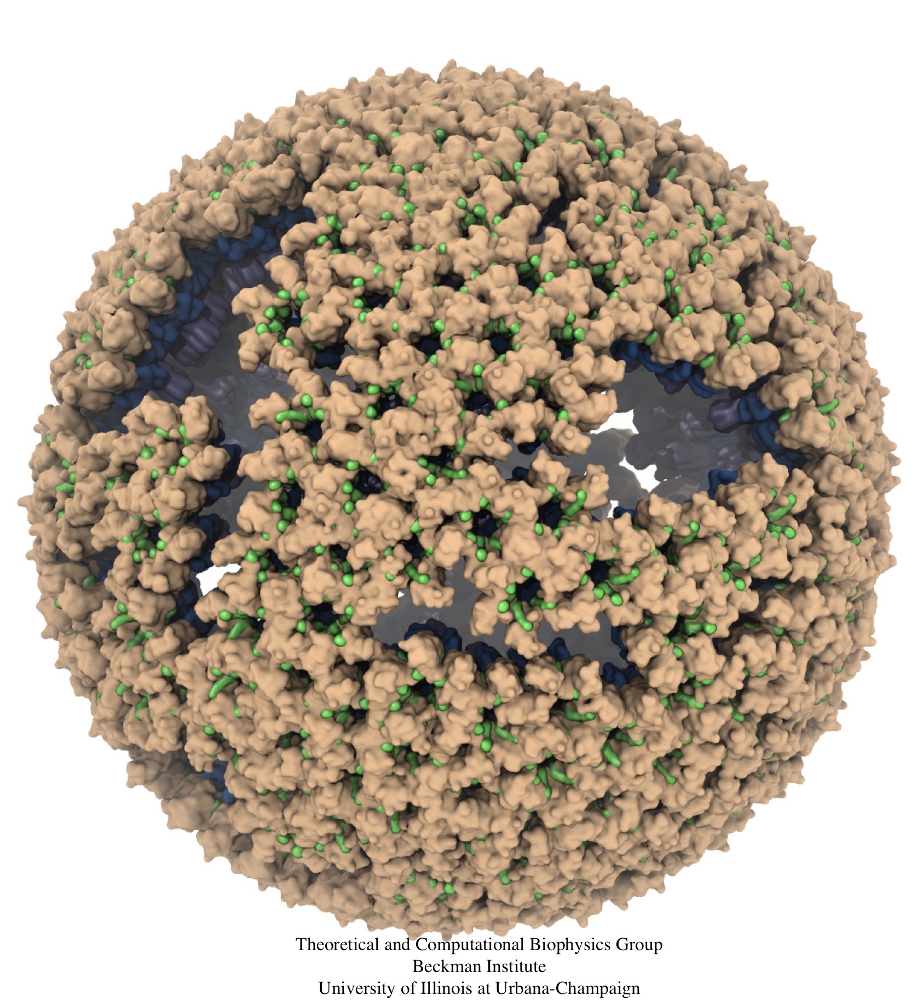 Theoretical and Computational Biophysics Group
Beckman Institute
University of Illinois at Urbana-Champaign